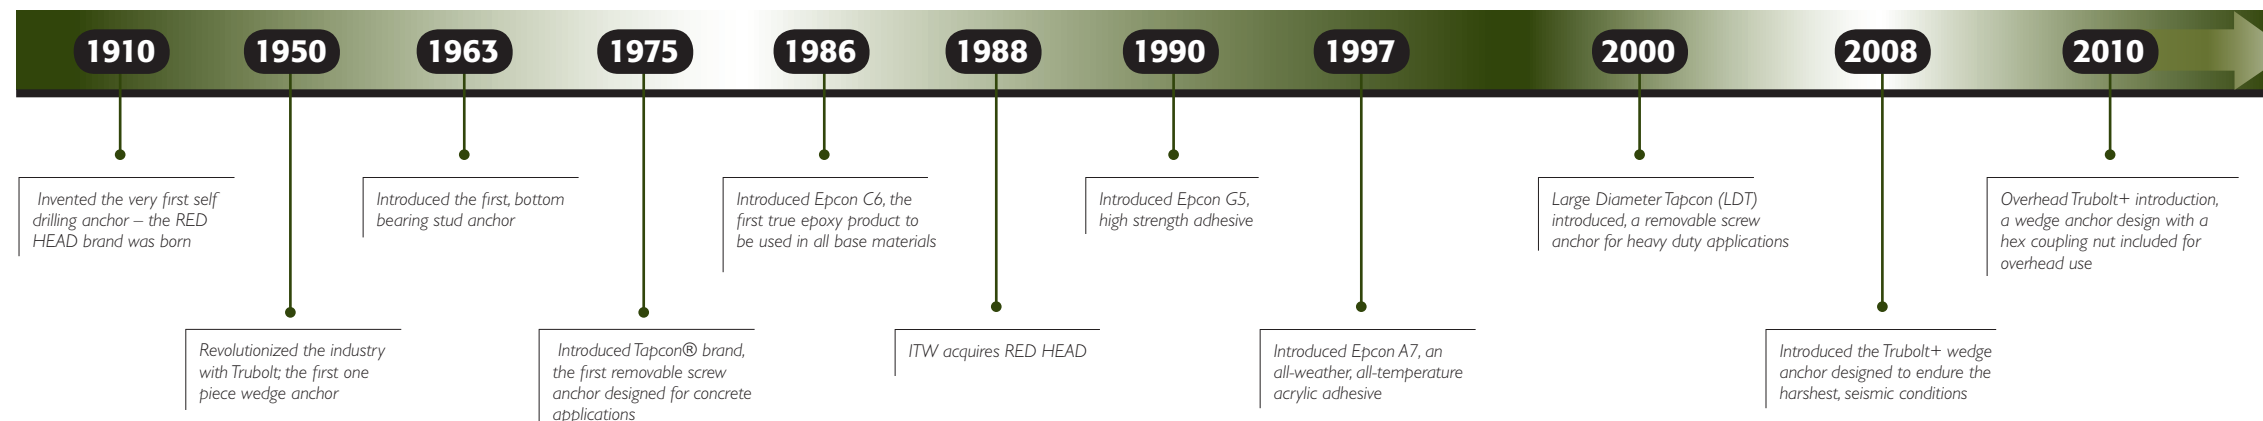 1910
1950
1963
1975
1986
1988
1990
1997
2000
2008
2010
Invented the very first self
drilling anchor – the RED
HEAD brand was born
Revolutionized the industry
with Trubolt; the first one
piece wedge anchor
Introduced the first, bottom
bearing stud anchor
Introduced Tapcon® brand,
the first removable screw
anchor designed for concrete
applications
Introduced Epcon C6, the
first true epoxy product to
be used in all base materials
ITW acquires RED HEAD
Introduced Epcon G5,
high strength adhesive
Introduced Epcon A7, an
all-weather, all-temperature
acrylic adhesive
Large Diameter Tapcon (LDT)
introduced, a removable screw
anchor for heavy duty applications
Introduced the Trubolt+ wedge
anchor designed to endure the
harshest, seismic conditions
Overhead Trubolt+ introduction,
a wedge anchor design with a
hex coupling nut included for
overhead use